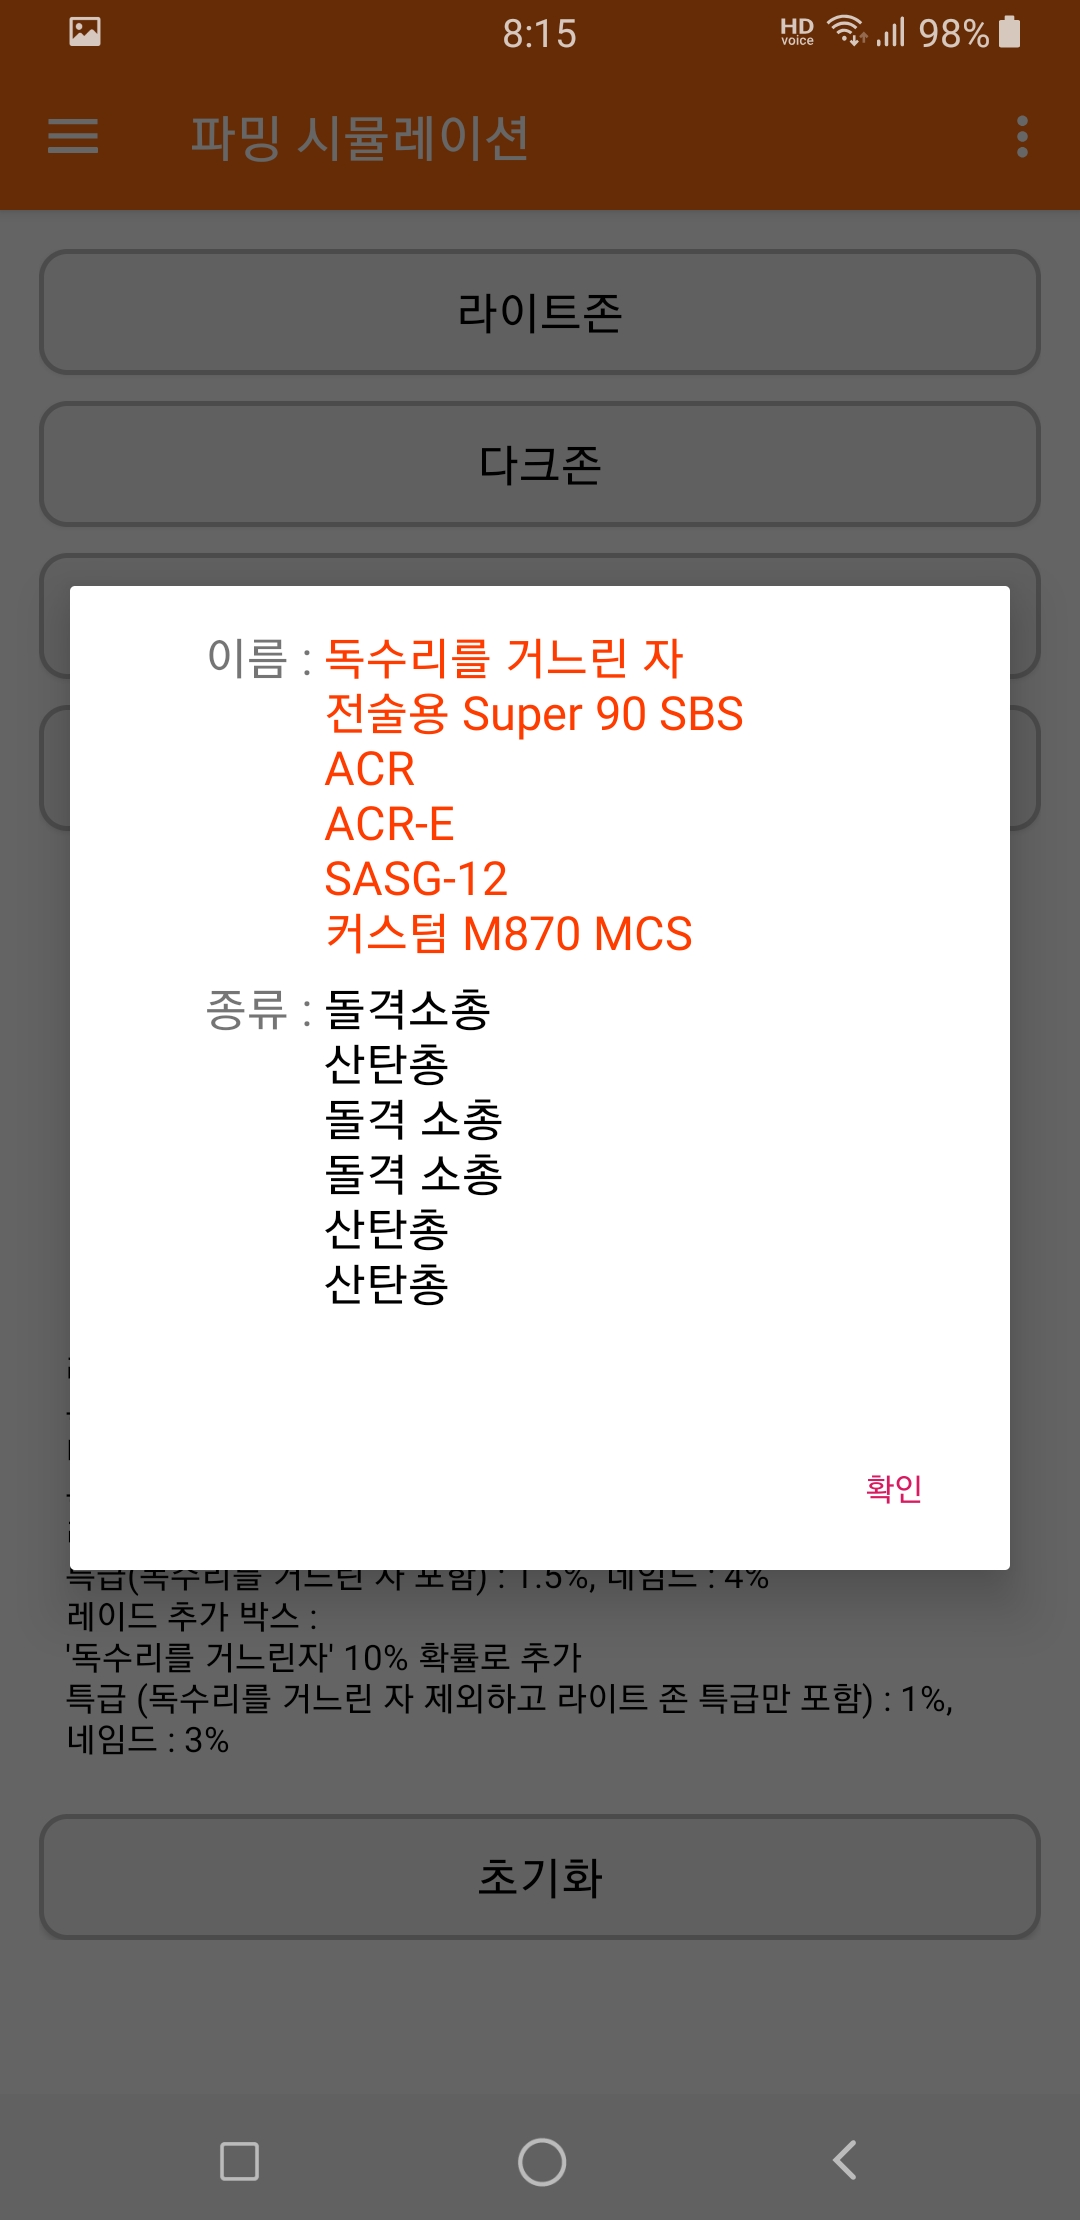 8:15
HD voice
98%
파밍 시뮬레이션
라이트존
다크존
이름 : 독수리를 거느린 자
전술용 Super 90 SBS
ACR
ACR-E
SASG-12
커스텀 M870 MCS
종류 : 돌격소총
산탄총
돌격 소총
돌격 소총
산탄총
산탄총
확인
특급(독수리를 거느린 자 포함) : 1.5%, 네임드 : 4%
레이드 추가 박스 :
'독수리를 거느린자' 10% 확률로 추가
특급 (독수리를 거느린 자 제외하고 라이트 존 특급만 포함) : 1%,
네임드 : 3%
초기화